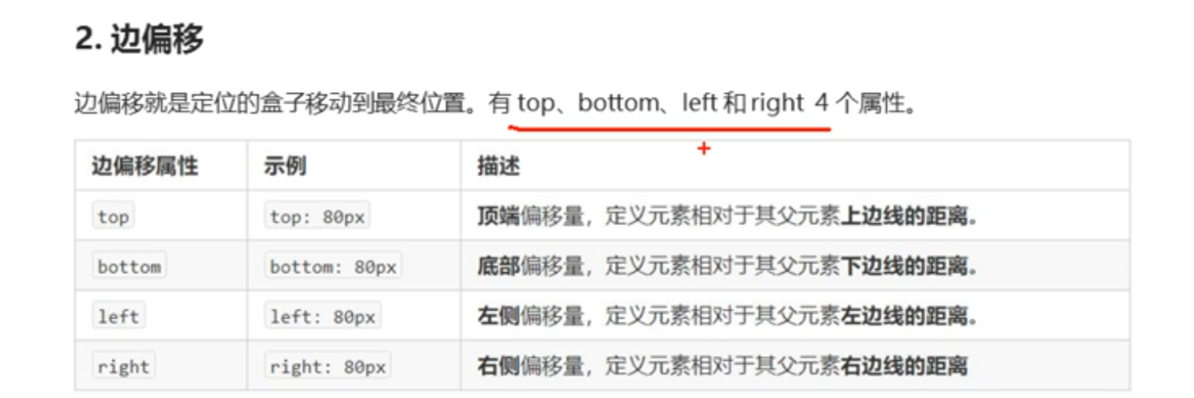 2. 边偏移
边偏移就是定位的盒子移动到最终位置。有 top、bottom、left 和 right 4 个属性。
边偏移属性 示例 描述
top top: 80px 顶端偏移量，定义元素相对于其父元素上边线的距离。
bottom bottom: 80px 底部偏移量，定义元素相对于其父元素下边线的距离。
left left: 80px 左侧偏移量，定义元素相对于其父元素左边线的距离。
right right: 80px 右侧偏移量，定义元素相对于其父元素右边线的距离